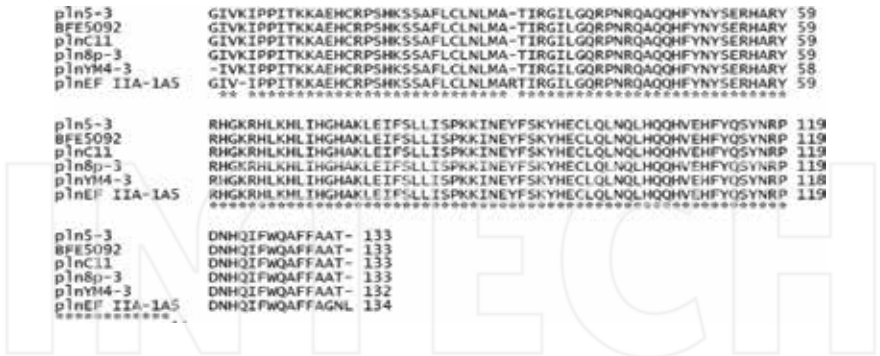 pln5-3 GIVKIPPITKKAEHCRPSHKSSAFLCLNLMA-TIRGILGQRPNRQAQQHFYNYSERHARY 59
BFE5092 GIVKIPPITKKAEHCRPSHKSSAFLCLNLMA-TIRGILGQRPNRQAQQHFYNYSERHARY 59
plnC11 GIVKIPPITKKAEHCRPSHKSSAFLCLNLMA-TIRGILGQRPNRQAQQHFYNYSERHARY 59
pln8p-3 GIVKIPPITKKAEHCRPSHKSSAFLCLNLMA-TIRGILGQRPNRQAQQHFYNYSERHARY 59
plnYM4-3 -IVKIPPITKKAEHCRPSHKSSAFLCLNLMA-TIRGILGQRPNRQAQQHFYNYSERHARY 58
plnEF IIA-1A5 GIV-IPPITKKAEHCRPSHKSSAFLCLNLMARTIRGILGQRPNRQAQQHFYNYSERHARY 59
** *************************** ****************************
pln5-3 RHGKRHLKHLIHGHAKLEIFSLLISPKKINEYFSKYHECLQLNQLHQQHVEHFYQSYNRP 119
BFE5092 RHGKRHLKHLIHGHAKLEIFSLLISPKKINEYFSKYHECLQLNQLHQQHVEHFYQSYNRP 119
plnC11 RHGKRHLKHLIHGHAKLEIFSLLISPKKINEYFSKYHECLQLNQLHQQHVEHFYQSYNRP 119
pln8p-3 RHGKRHLKHLIHGHAKLEIFSLLISPKKINEYFSKYHECLQLNQLHQQHVEHFYQSYNRP 119
plnYM4-3 RHGKRHLKHLIHGHAKLEIFSLLISPKKINEYFSKYHECLQLNQLHQQHVEHFYQSYNRP 118
plnEF IIA-1A5 RHGKRHLKHLIHGHAKLEIFSLLISPKKINEYFSKYHECLQLNQLHQQHVEHFYQSYNRP 119
************************************************************
pln5-3 DNHQIFWQAFFAAT- 133
BFE5092 DNHQIFWQAFFAAT- 133
plnC11 DNHQIFWQAFFAAT- 133
pln8p-3 DNHQIFWQAFFAAT- 133
plnYM4-3 DNHQIFWQAFFAAT- 132
plnEF IIA-1A5 DNHQIFWQAFFAGNL 134
************..
INTECH